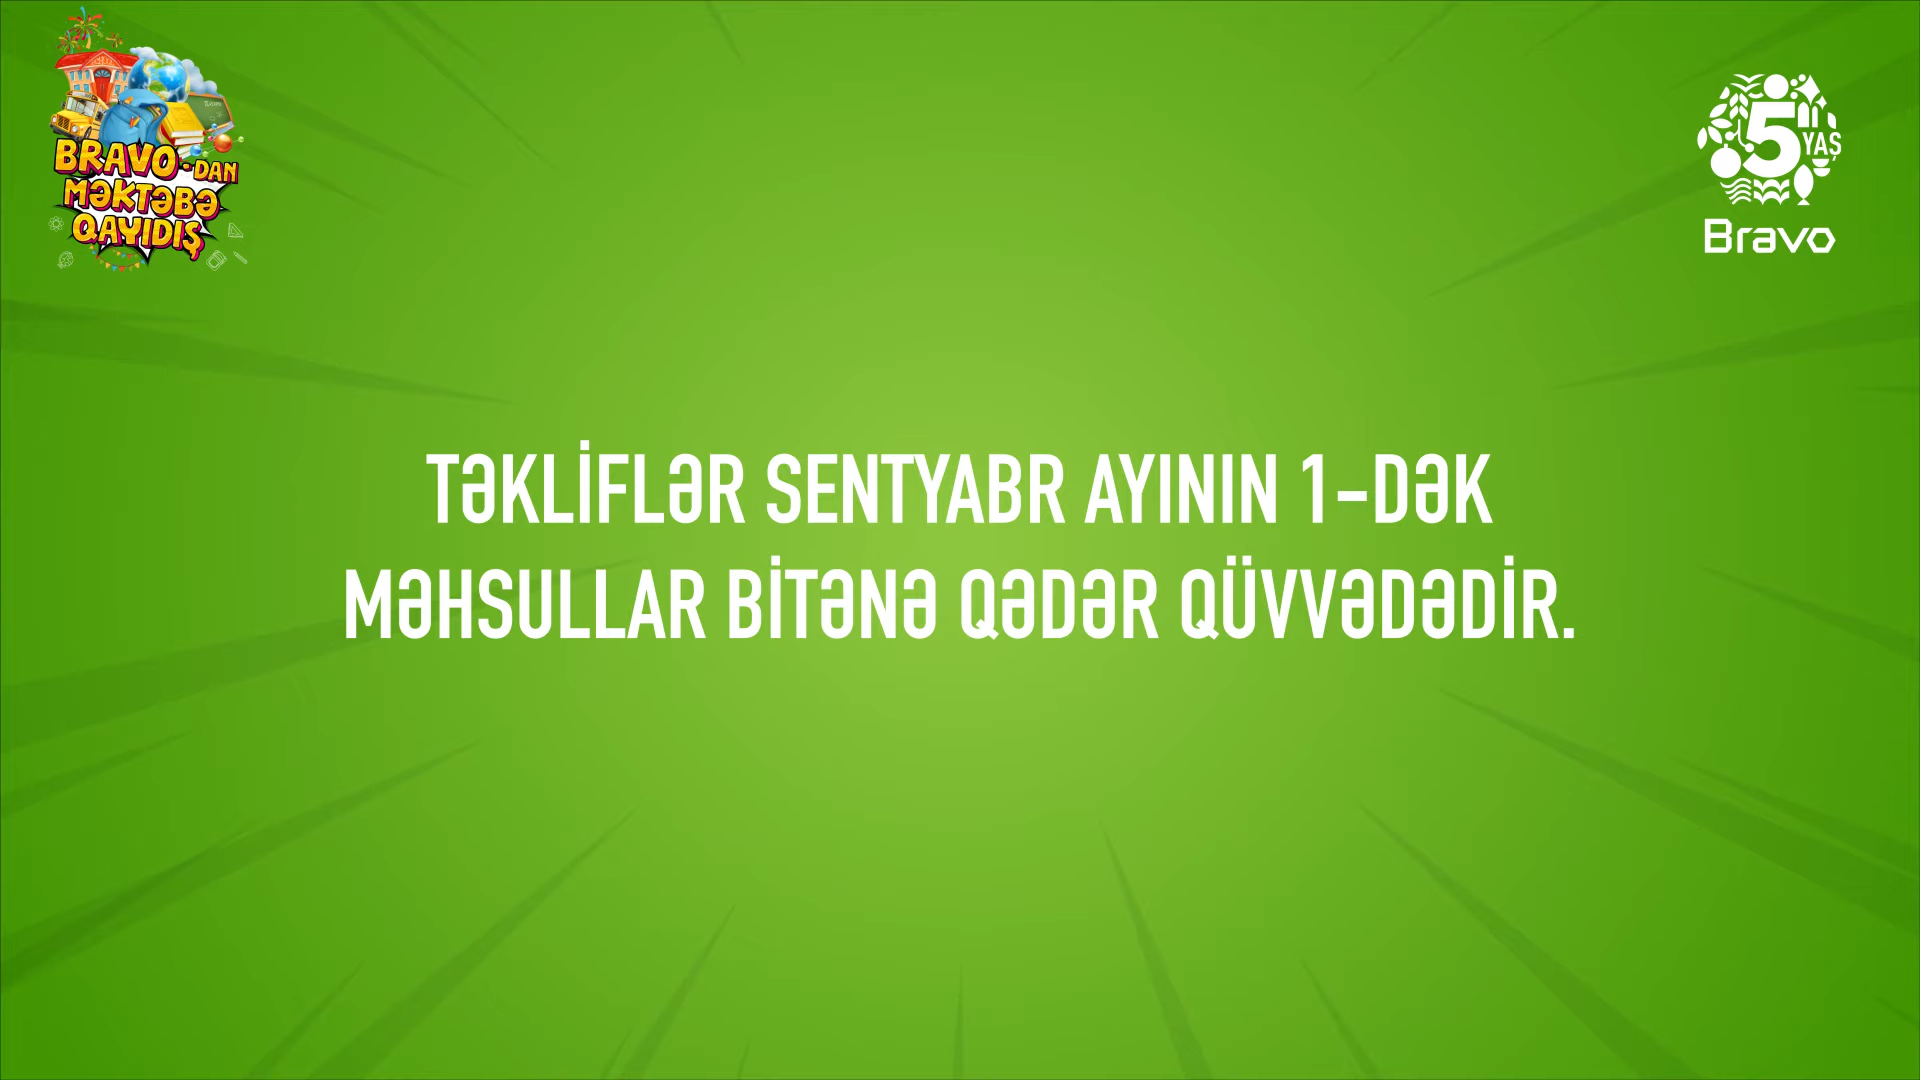 BRAVO-DAN
MƏKTƏBƏ
QAYIDIŞ
5 YAŞ
Bravo
TƏKLİFLƏR SENTYABR AYININ 1-DƏK
MƏHSULLAR BİTƏNƏ QƏDƏR QÜVVƏDƏDİR.